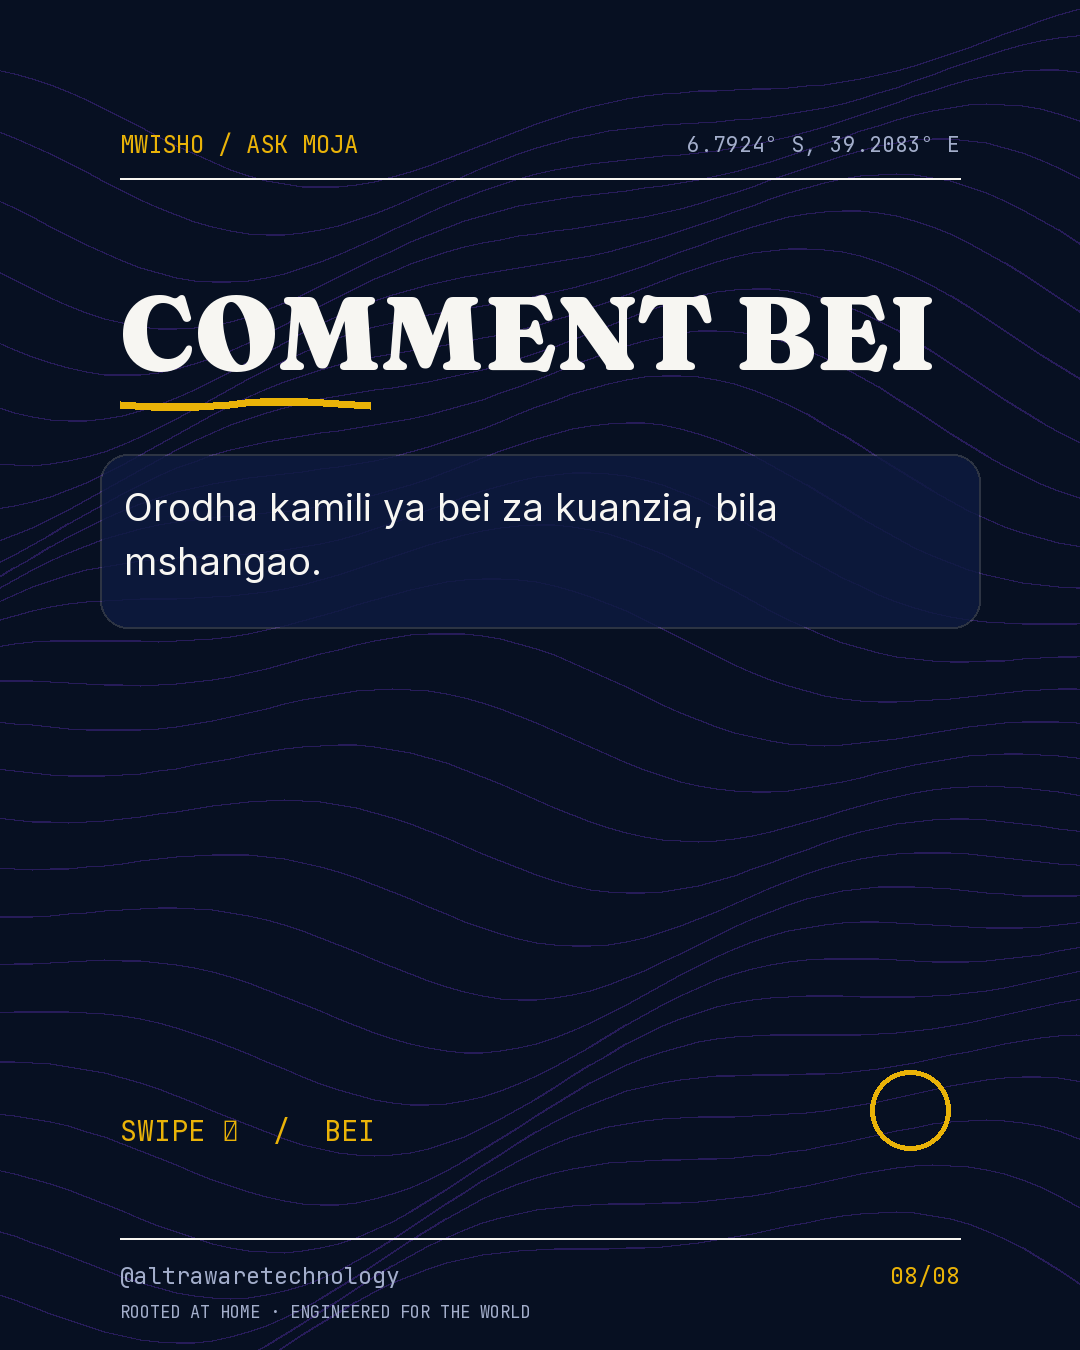 MWISHO / ASK MOJA
6.7924° S, 39.2083° E
COMMENT BEI
Orodha kamili ya bei za kuanzia, bila
mshangao.
SWIPE / BEI
@altrawaretechnology
08/08
ROOTED AT HOME · ENGINEERED FOR THE WORLD